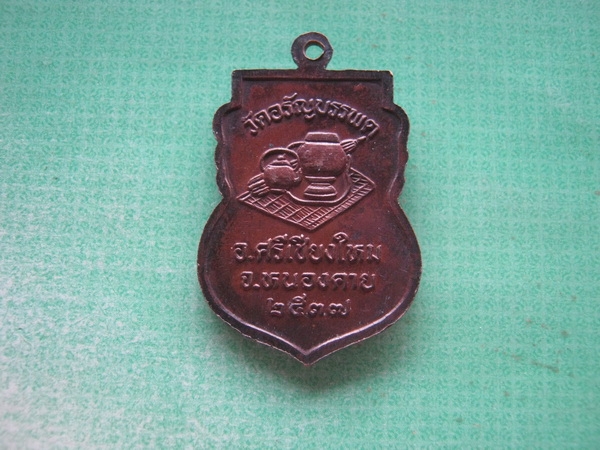 วัดอรัญบรรพต
อ.ศรีเชียงใหม่
จ.หนองคาย
๒๕๓๗